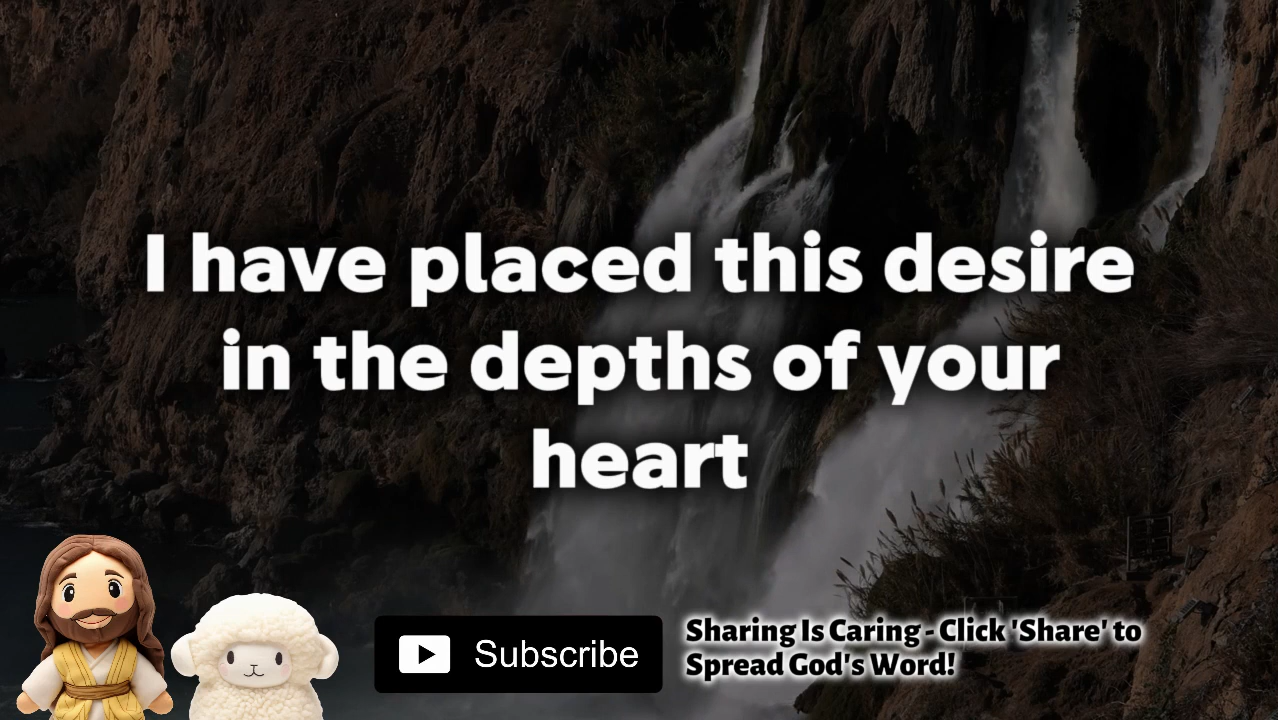 I have placed this desire
in the depths of your
heart
Subscribe
Sharing Is Caring - Click 'Share' to
Spread God's Word!